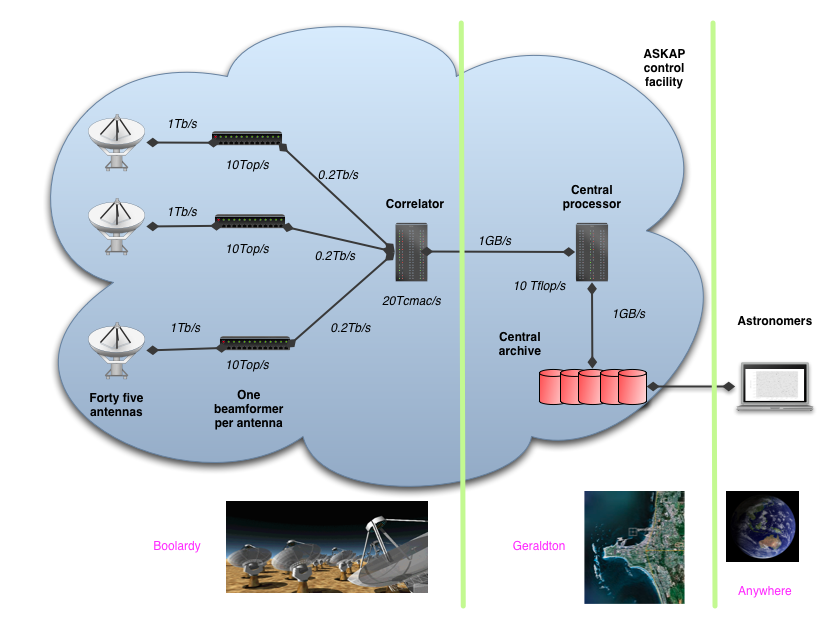 ASKAP
control
facility
1Tb/s
10Top/s
0.2Tb/s
1Tb/s
10Top/s
0.2Tb/s
Correlator
20Tcmac/s
1GB/s
Central
processor
10 Tflop/s
1GB/s
1Tb/s
10Top/s
0.2Tb/s
Central
archive
Astronomers
Forty five
antennas
One
beamformer
per antenna
Boolardy
Geraldton
Anywhere